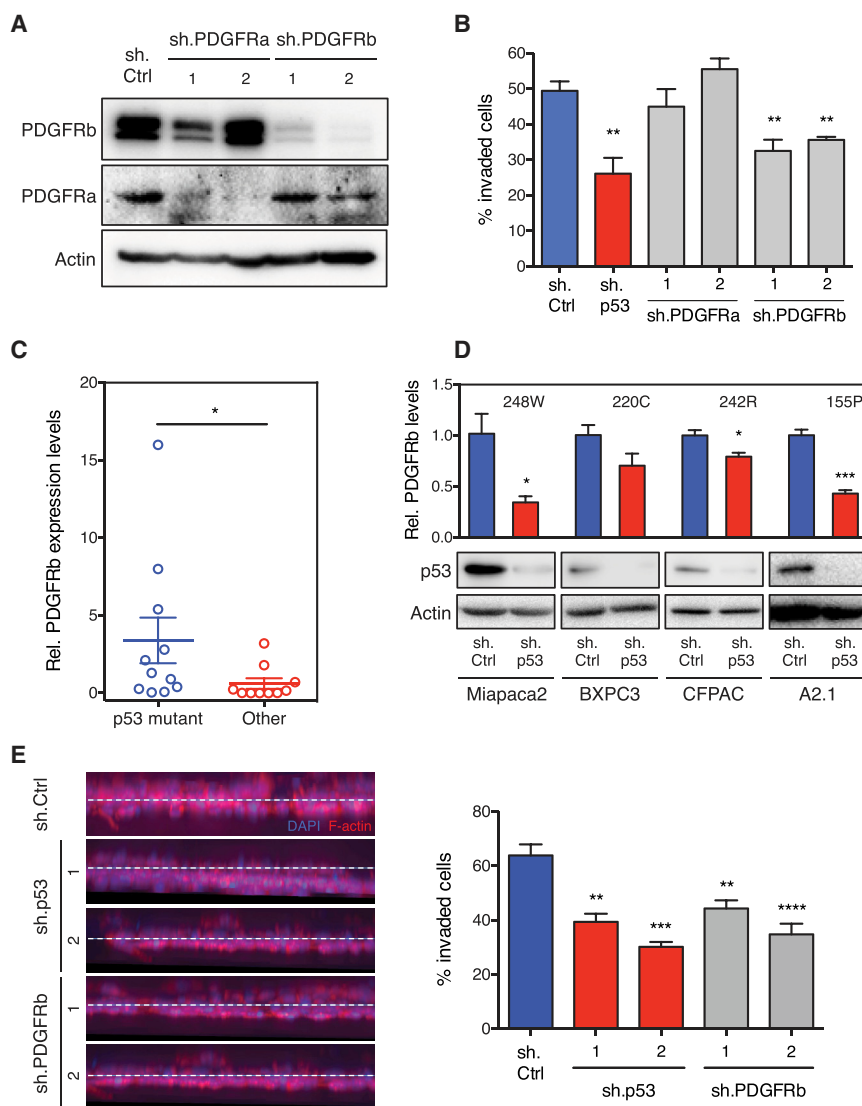 A
sh.
Ctrl
sh.PDGFRa
sh.PDGFRb
1 2 1 2
PDGFRb
PDGFRa
Actin
B
% invaded cells
60
50
40
30
20
10
0
** ** **
sh.
Ctrl
sh.
p53
1 2 1 2
sh.PDGFRa sh.PDGFRb
C
Rel. PDGFRb expression levels
20
15
10
5
0
*
p53 mutant Other
D
Rel. PDGFRb levels
1.5
1.0
0.5
0.0
248W 220C 242R 155P
* * ***
p53
Actin
sh. sh. sh. sh. sh. sh. sh. sh.
Ctrl p53 Ctrl p53 Ctrl p53 Ctrl p53
Miapaca2 BXPC3 CFPAC A2.1
E
sh.Ctrl
DAPI F-actin
sh.p53
1
2
sh.PDGFRb
1
2
% invaded cells
80
60
40
20
0
** *** ** ****
sh.
Ctrl
1 2 1 2
sh.p53 sh.PDGFRb